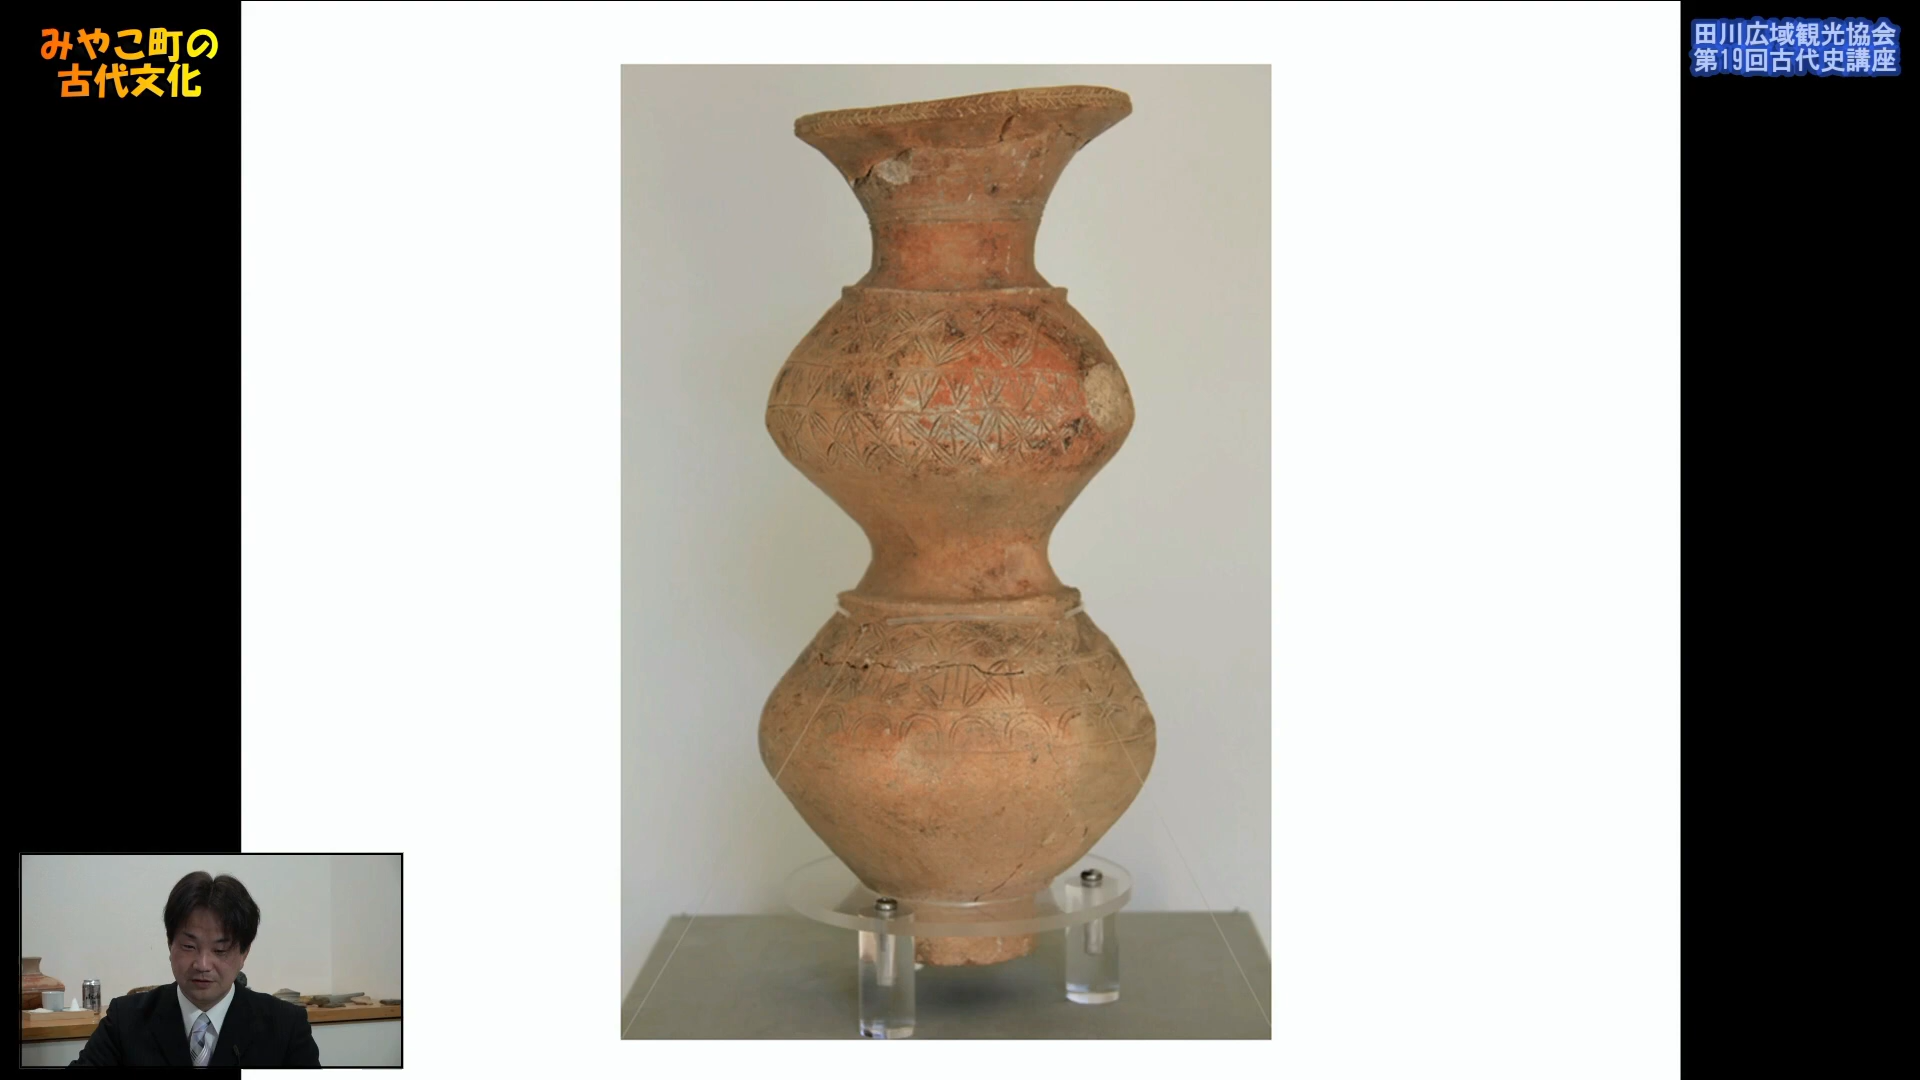 みやこ町の
古代文化
田川広域観光協会
第19回古代史講座